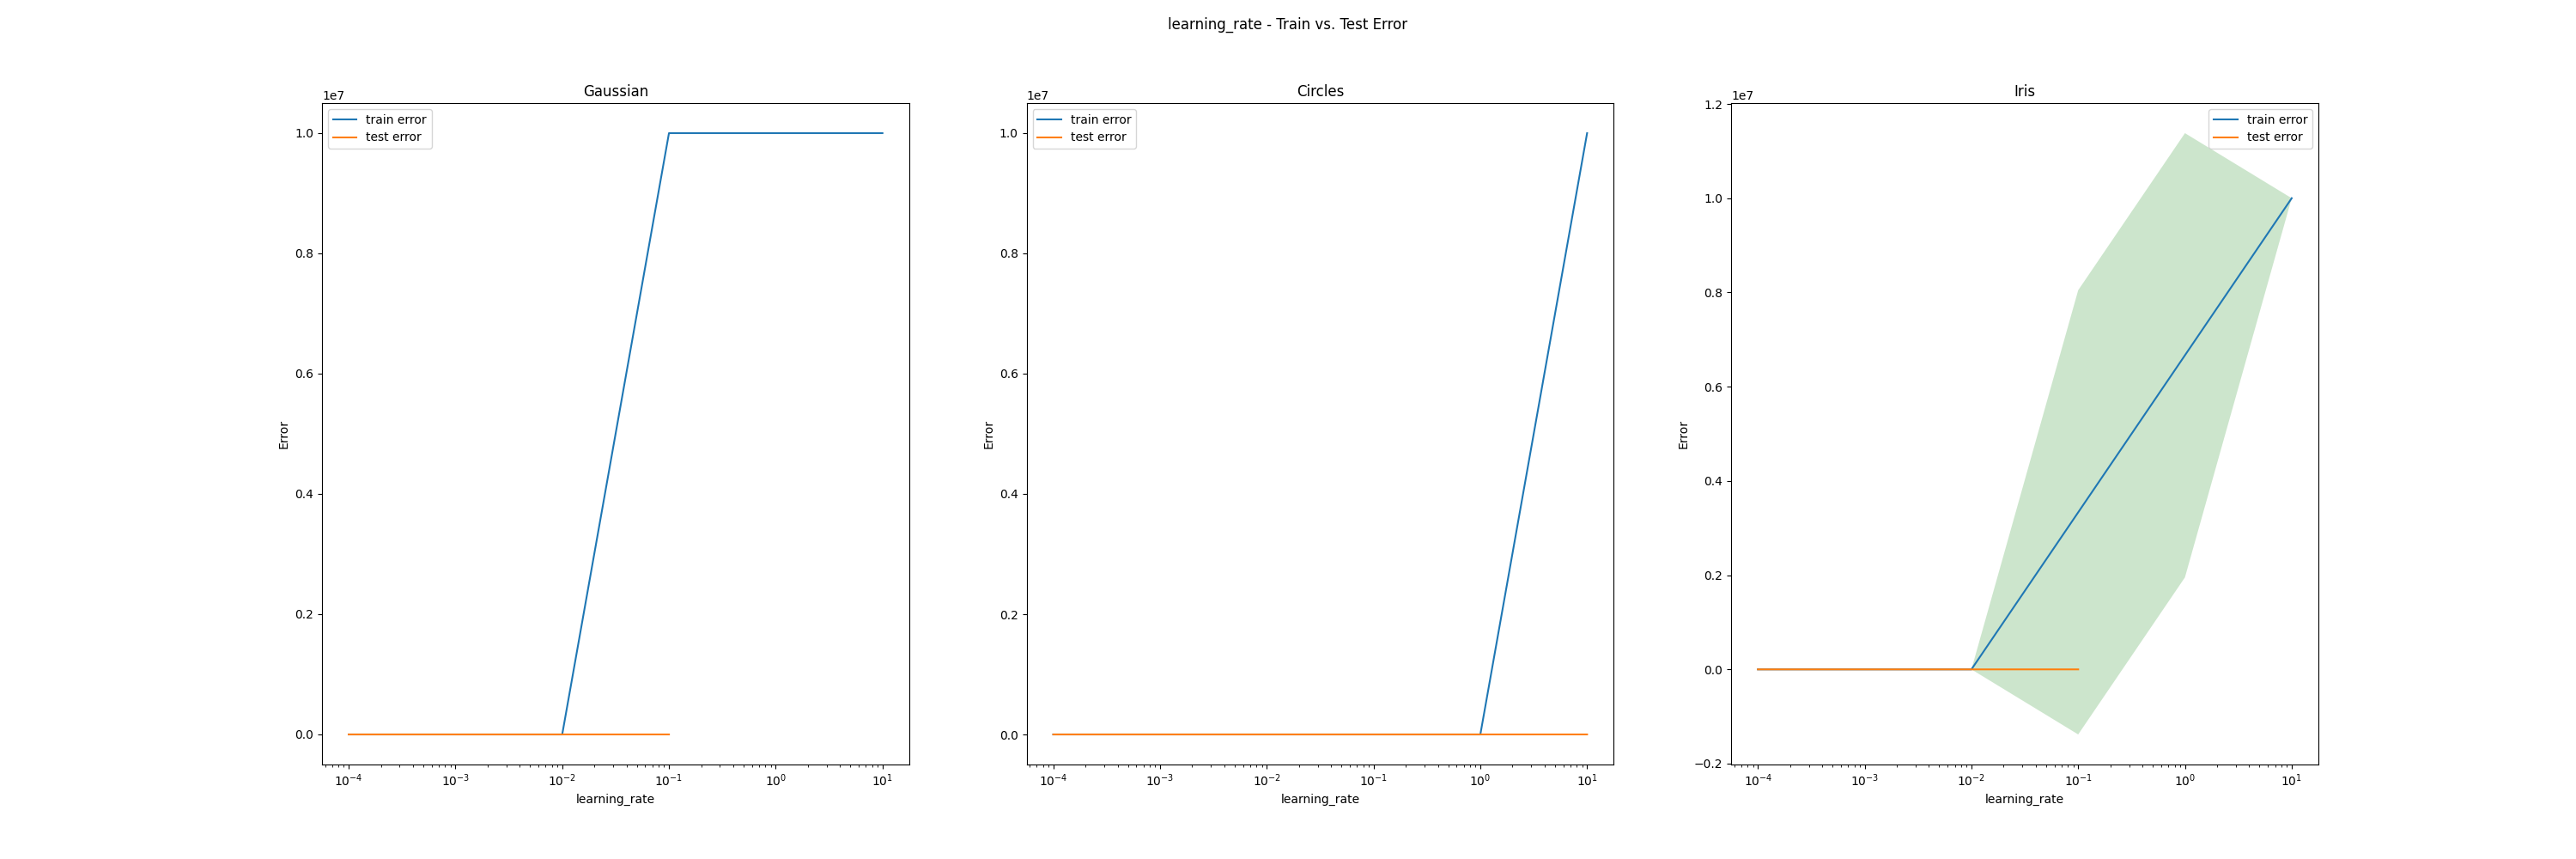 learning_rate - Train vs. Test Error
Gaussian
1e7
train error
test error
1.0
0.8
0.6
0.4
0.2
0.0
Error
10⁻⁴ 10⁻³ 10⁻² 10⁻¹ 10⁰ 10¹
learning_rate
Circles
1e7
train error
test error
1.0
0.8
0.6
0.4
0.2
0.0
Error
10⁻⁴ 10⁻³ 10⁻² 10⁻¹ 10⁰ 10¹
learning_rate
Iris
1e7
train error
test error
1.2
1.0
0.8
0.6
0.4
0.2
0.0
−0.2
Error
10⁻⁴ 10⁻³ 10⁻² 10⁻¹ 10⁰ 10¹
learning_rate